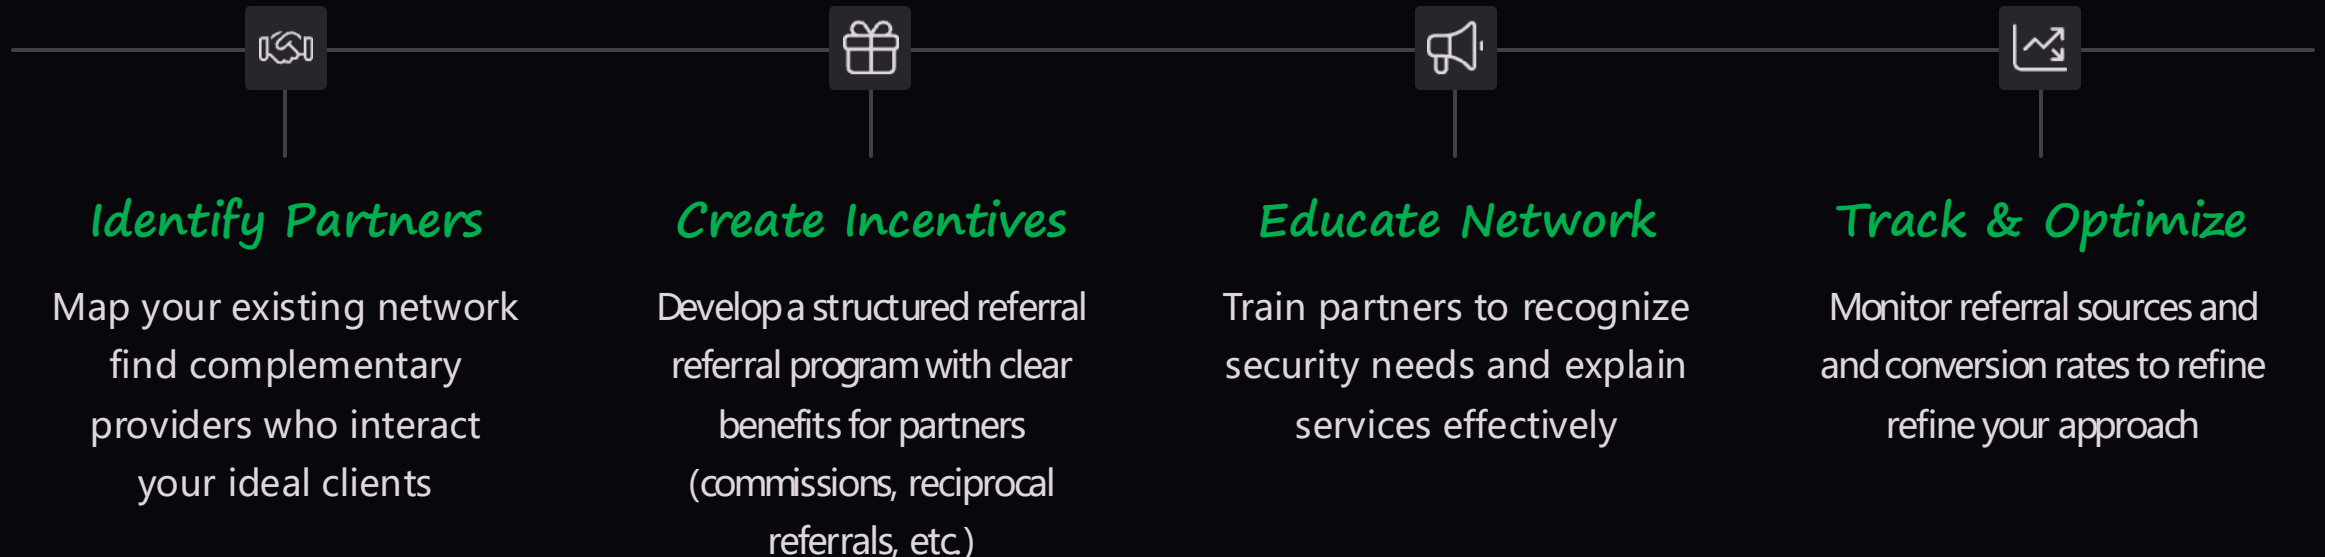 Identify Partners
Map your existing network
find complementary
providers who interact
your ideal clients
Create Incentives
Develop a structured referral
referral program with clear
benefits for partners
(commissions, reciprocal
referrals, etc.)
Educate Network
Train partners to recognize
security needs and explain
services effectively
Track & Optimize
Monitor referral sources and
and conversion rates to refine
refine your approach